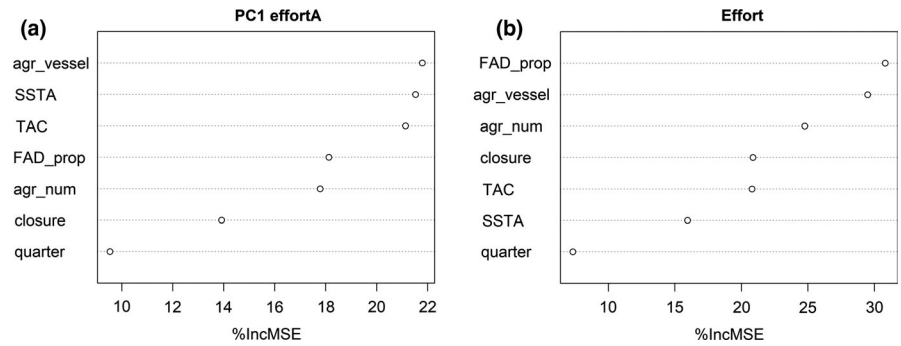 (a)
PC1 effortA
agr_vessel
SSTA
TAC
FAD_prop
agr_num
closure
quarter
10 12 14 16 18 20 22
%IncMSE
(b)
Effort
FAD_prop
agr_vessel
agr_num
closure
TAC
SSTA
quarter
10 15 20 25 30
%IncMSE